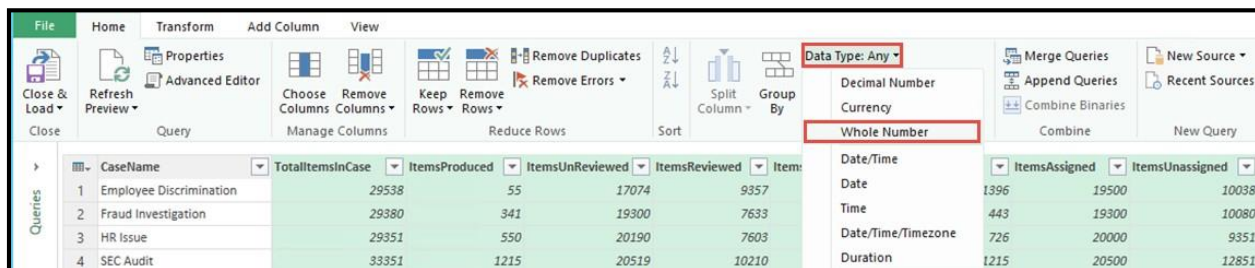 File Home Transform Add Column View
Close & Load
Refresh Preview
Properties
Advanced Editor
Choose Columns
Remove Columns
Keep Rows
Remove Rows
Remove Duplicates
Remove Errors
Split Column
Group By
Data Type: Any
Decimal Number
Currency
Whole Number
Date/Time
Date
Time
Date/Time/Timezone
Duration
Merge Queries
Append Queries
Combine Binaries
New Source
Recent Sources
Close Query Manage Columns Reduce Rows Sort Combine New Query
Queries
CaseName TotalItemsInCase ItemsProduced ItemsUnReviewed ItemsReviewed Items ItemsAssigned ItemsUnassigned
1 Employee Discrimination 29538 55 17074 9357 1396 19500 10038
2 Fraud Investigation 29380 341 19300 7633 443 19300 10080
3 HR Issue 29351 550 20190 7603 726 20000 9351
4 SEC Audit 33351 1215 20519 10210 1215 20500 12851